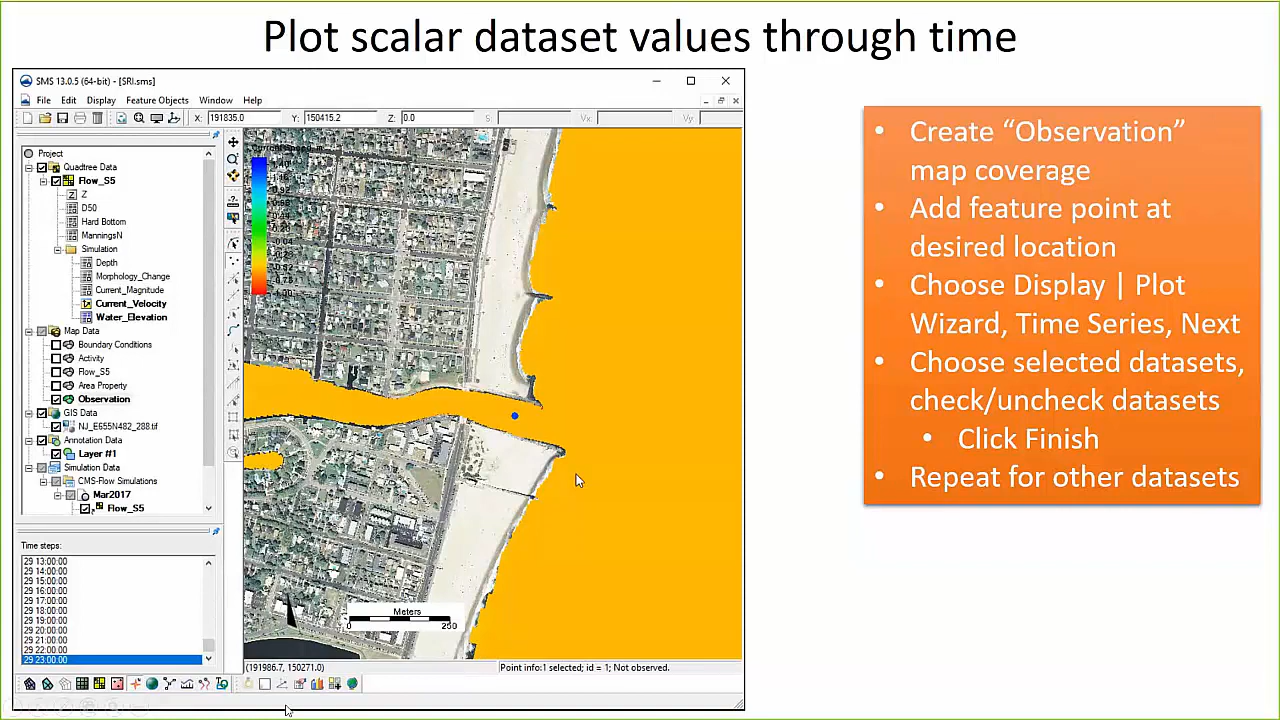 Plot scalar dataset values through time
SMS 13.0.5 (64-bit) - [SRI.sms]
File Edit Display Feature Objects Window Help
X: 191835.0 Y: 150415.2 Z: 0.0 S: Vx: Vy:
Project
Quadtree Data
Flow_S5
Z
D50
Hard Bottom
ManningsN
Simulation
Depth
Morphology_Change
Current_Magnitude
Current_Velocity
Water_Elevation
Map Data
Boundary Conditions
Activity
Flow_S5
Area Property
Observation
GIS Data
NJ_E655N482_288.tif
Annotation Data
Layer #1
Simulation Data
CMS-Flow Simulations
Mar2017
Flow_S5
Time steps:
29 13:00:00
29 14:00:00
29 15:00:00
29 16:00:00
29 17:00:00
29 18:00:00
29 19:00:00
29 20:00:00
29 21:00:00
29 22:00:00
29 23:00:00
Meters
0 250
(191986.7, 150271.0) Point info:1 selected; id = 1; Not observed.
• Create “Observation”
map coverage
• Add feature point at
desired location
• Choose Display | Plot
Wizard, Time Series, Next
• Choose selected datasets,
check/uncheck datasets
• Click Finish
• Repeat for other datasets